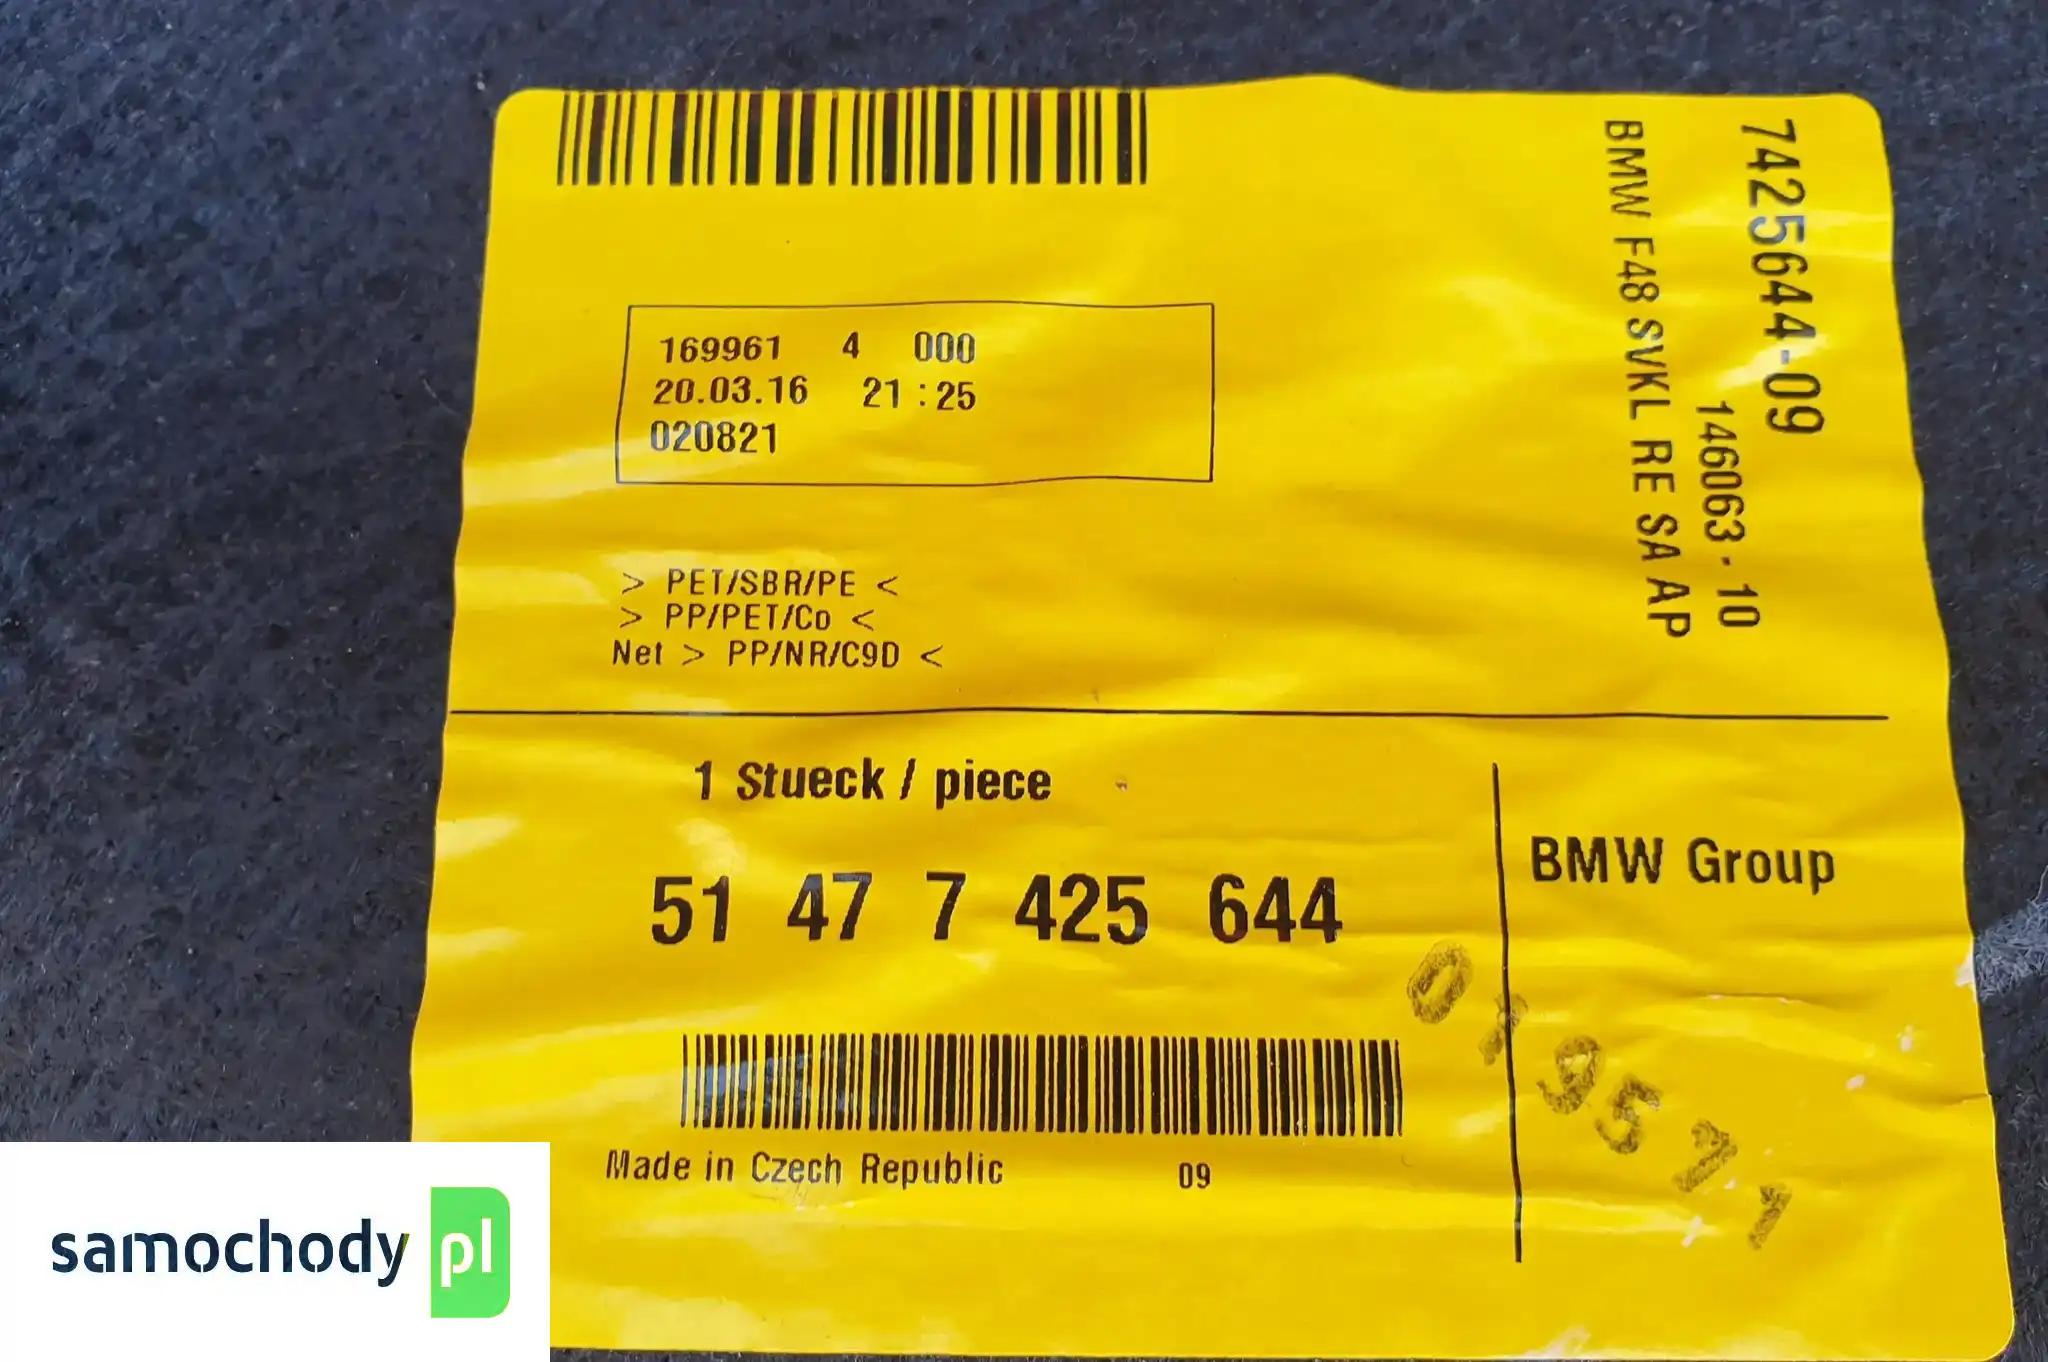 169961 4 000
20.03.16 21:25
020821
> PET/SBR/PE <
> PP/PET/Co <
Net > PP/NR/C9D <
7425644-09
146063-10
BMW F48 SVKL RE SA AP
1 Stueck / piece
51 47 7 425 644
BMW Group
Made in Czech Republic 09
samochody pl